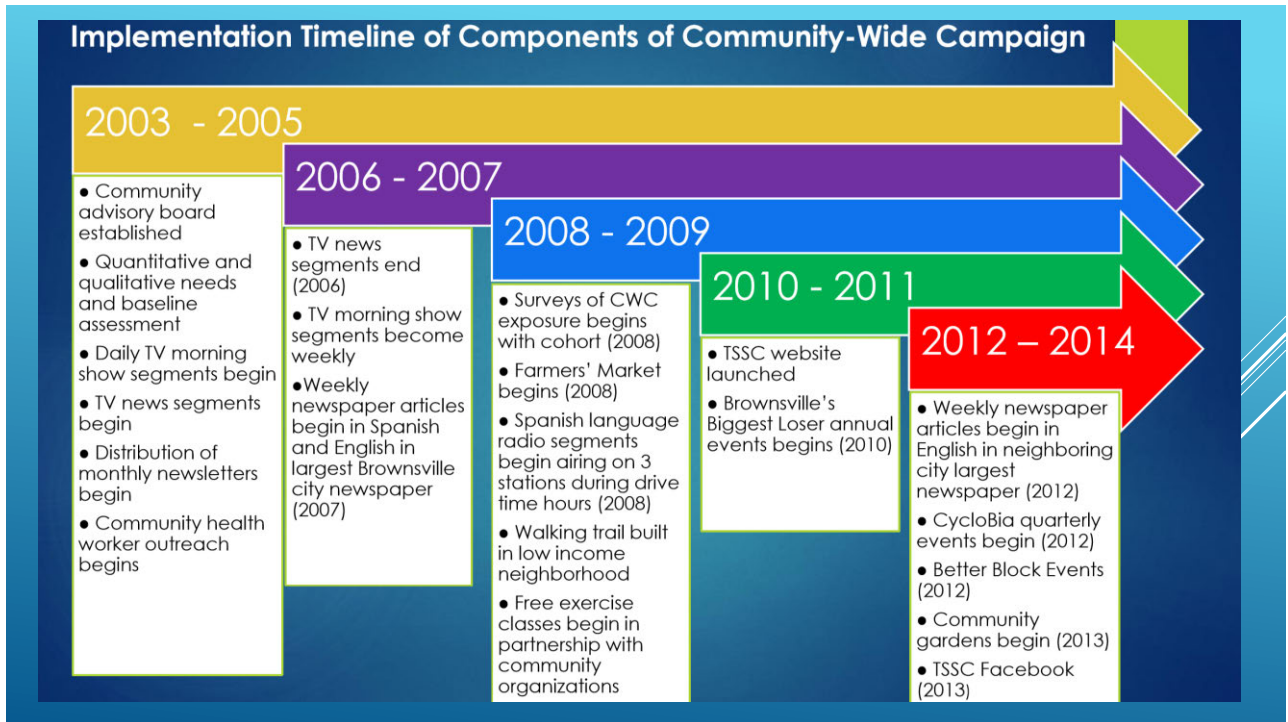 Implementation Timeline of Components of Community-Wide Campaign
2003 - 2005
● Community
advisory board
established
● Quantitative and
qualitative needs
and baseline
assessment
● Daily TV morning
show segments begin
● TV news segments
begin
● Distribution of
monthly newsletters
begin
● Community health
worker outreach
begins
2006 - 2007
● TV news
segments end
(2006)
● TV morning show
segments become
weekly
●Weekly
newspaper articles
begin in Spanish
and English in
largest Brownsville
city newspaper
(2007)
2008 - 2009
● Surveys of CWC
exposure begins
with cohort (2008)
● Farmers' Market
begins (2008)
● Spanish language
radio segments
begin airing on 3
stations during drive
time hours (2008)
● Walking trail built
in low income
neighborhood
● Free exercise
classes begin in
partnership with
community
organizations
2010 - 2011
● TSSC website
launched
● Brownsville's
Biggest Loser annual
events begins (2010)
2012 – 2014
● Weekly newspaper
articles begin in
English in neighboring
city largest
newspaper (2012)
● CycloBia quarterly
events begin (2012)
● Better Block Events
(2012)
● Community
gardens begin (2013)
● TSSC Facebook
(2013)